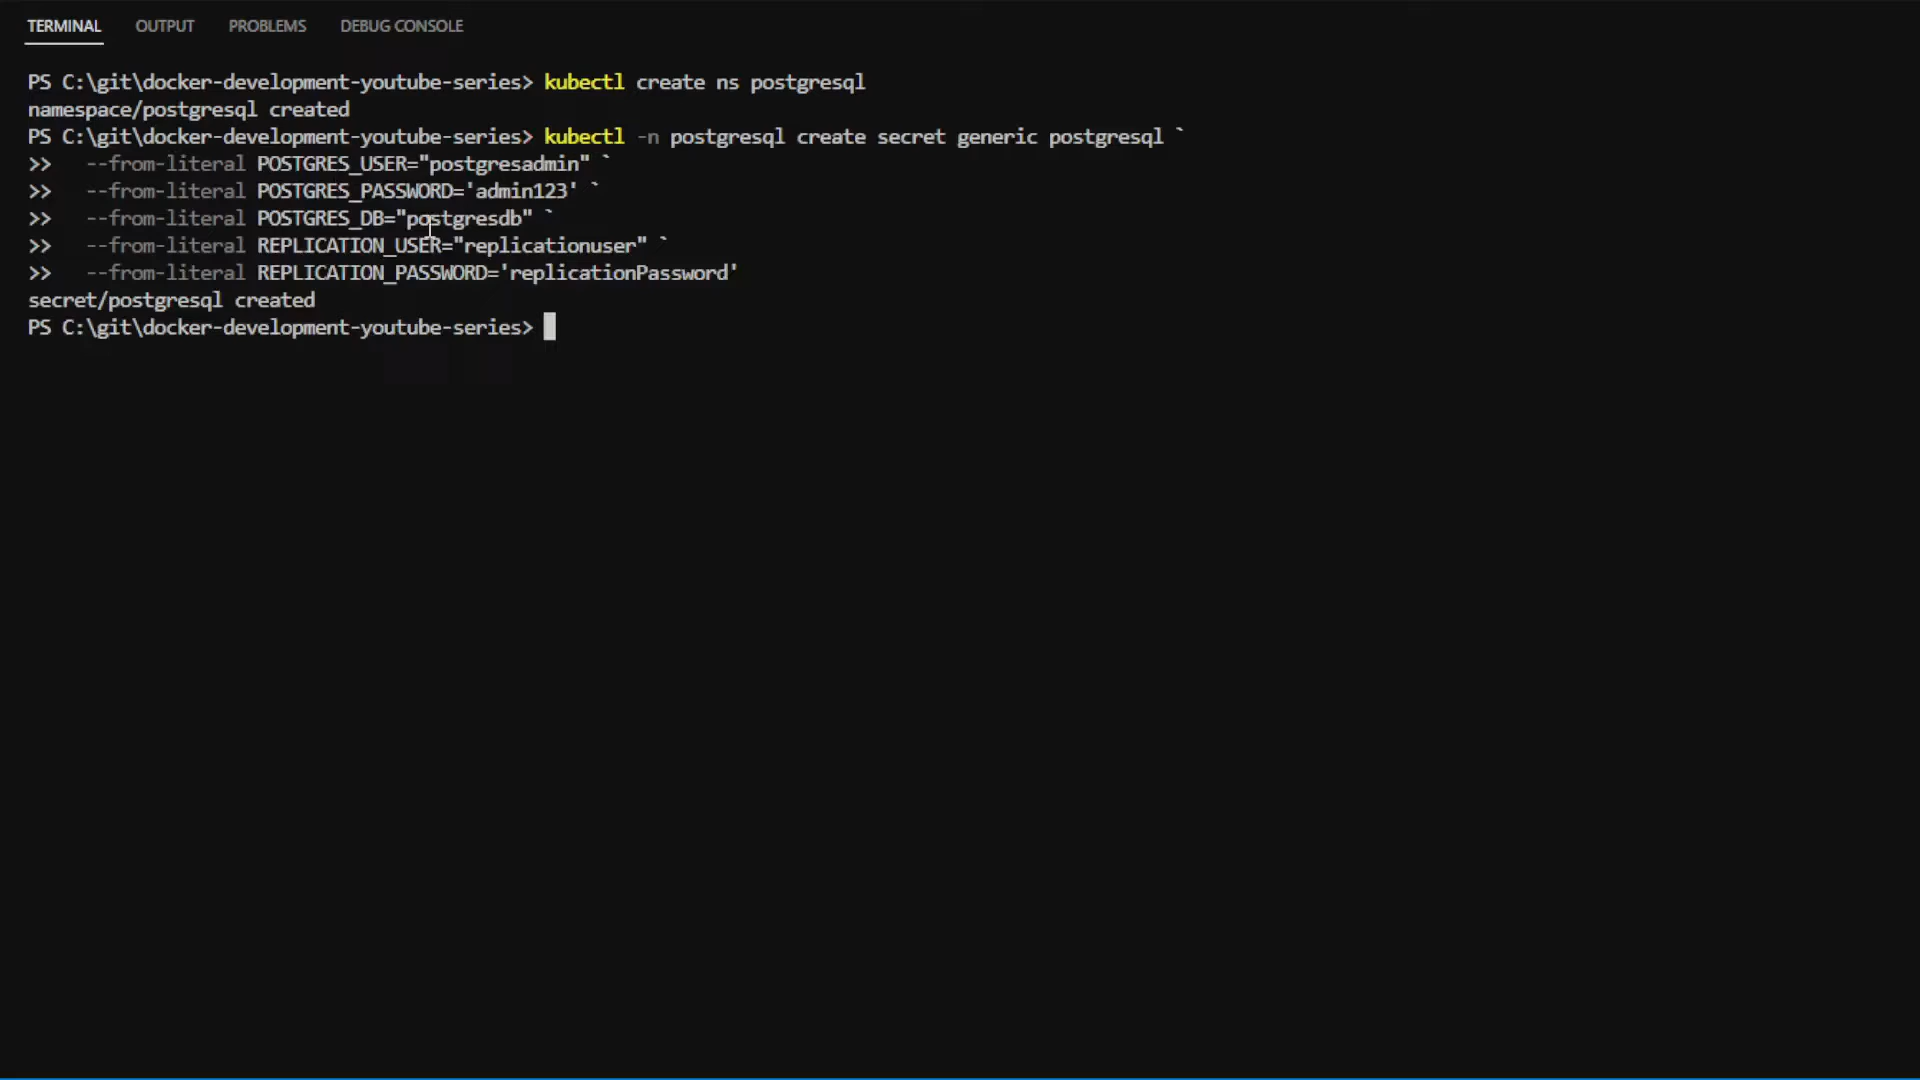 TERMINAL OUTPUT PROBLEMS DEBUG CONSOLE
PS C:\git\docker-development-youtube-series> kubectl create ns postgresql
namespace/postgresql created
PS C:\git\docker-development-youtube-series> kubectl -n postgresql create secret generic postgresql `
>>   --from-literal POSTGRES_USER="postgresadmin" `
>>   --from-literal POSTGRES_PASSWORD='admin123' `
>>   --from-literal POSTGRES_DB="postgresdb" `
>>   --from-literal REPLICATION_USER="replicationuser" `
>>   --from-literal REPLICATION_PASSWORD='replicationPassword'
secret/postgresql created
PS C:\git\docker-development-youtube-series>